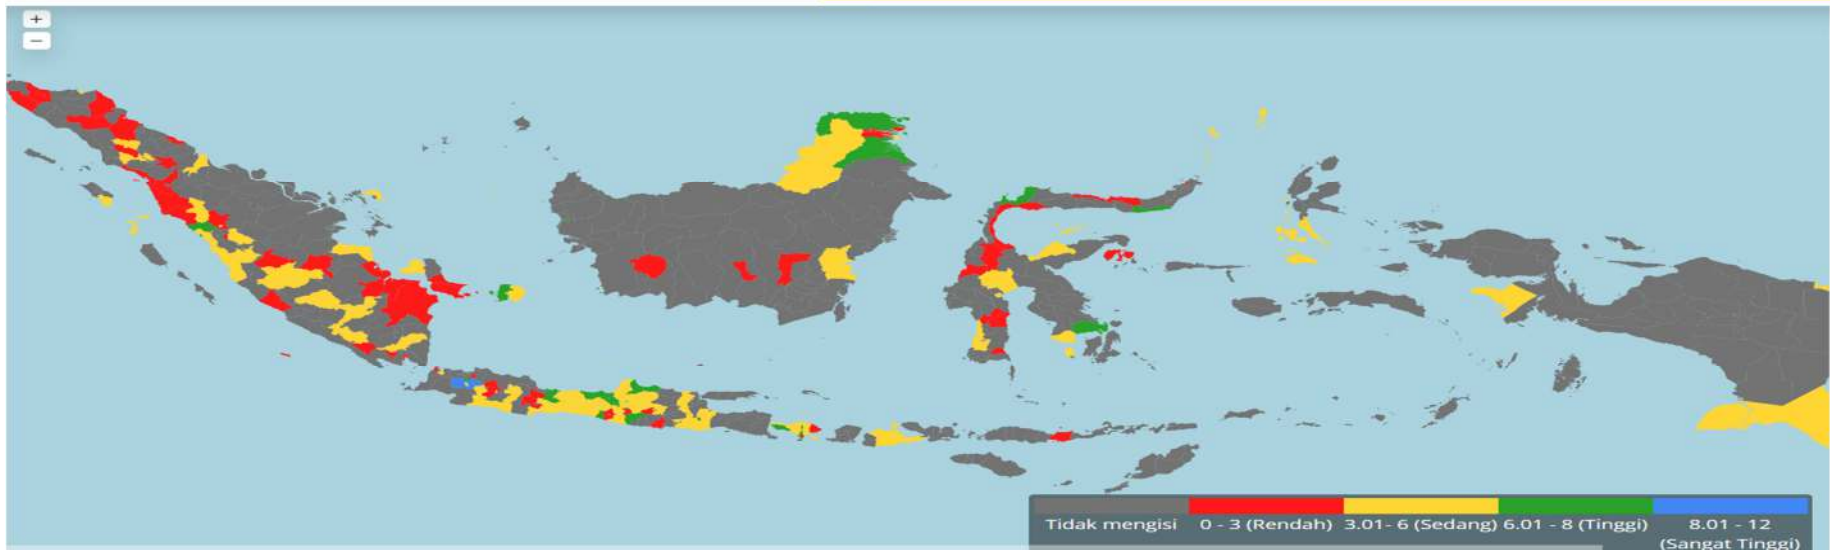 +
−
Tidak mengisi 0 - 3 (Rendah) 3.01- 6 (Sedang) 6.01 - 8 (Tinggi) 8.01 - 12
(Sangat Tinggi)